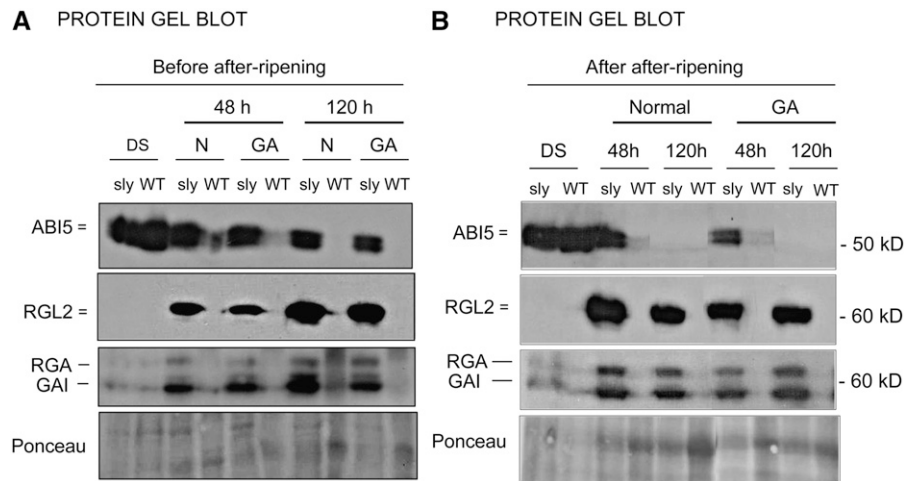 A PROTEIN GEL BLOT
Before after-ripening
48 h 120 h
DS N GA N GA
sly WT sly WT sly WT sly WT sly WT
ABI5 =
RGL2 =
RGA –
GAI –
Ponceau
B PROTEIN GEL BLOT
After after-ripening
Normal GA
DS 48h 120h 48h 120h
sly WT sly WT sly WT sly WT sly WT
ABI5 = - 50 kD
RGL2 = - 60 kD
RGA —
GAI — - 60 kD
Ponceau